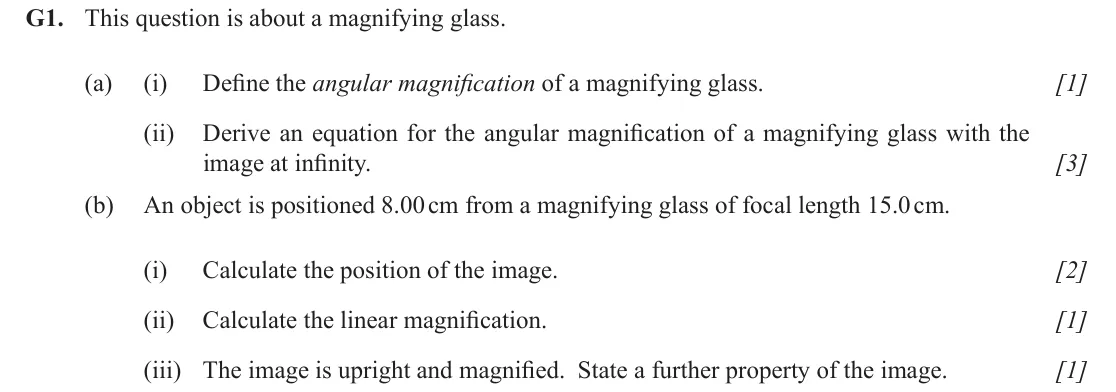 G1. This question is about a magnifying glass.
(a) (i) Define the angular magnification of a magnifying glass. [1]
(ii) Derive an equation for the angular magnification of a magnifying glass with the
image at infinity. [3]
(b) An object is positioned 8.00 cm from a magnifying glass of focal length 15.0 cm.
(i) Calculate the position of the image. [2]
(ii) Calculate the linear magnification. [1]
(iii) The image is upright and magnified. State a further property of the image. [1]